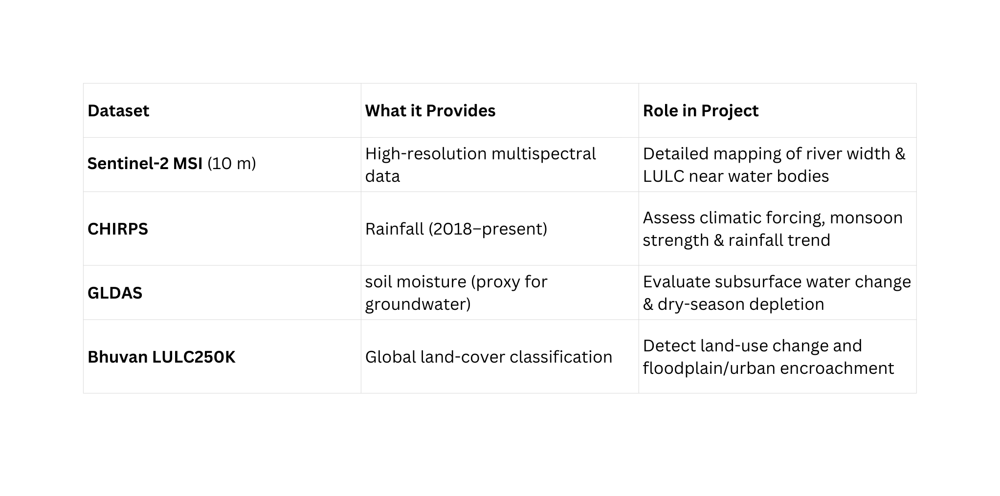 Dataset
What it Provides
Role in Project
Sentinel-2 MSI (10 m)
High-resolution multispectral
data
Detailed mapping of river width &
LULC near water bodies
CHIRPS
Rainfall (2018–present)
Assess climatic forcing, monsoon
strength & rainfall trend
GLDAS
soil moisture (proxy for
groundwater)
Evaluate subsurface water change
& dry-season depletion
Bhuvan LULC250K
Global land-cover classification
Detect land-use change and
floodplain/urban encroachment